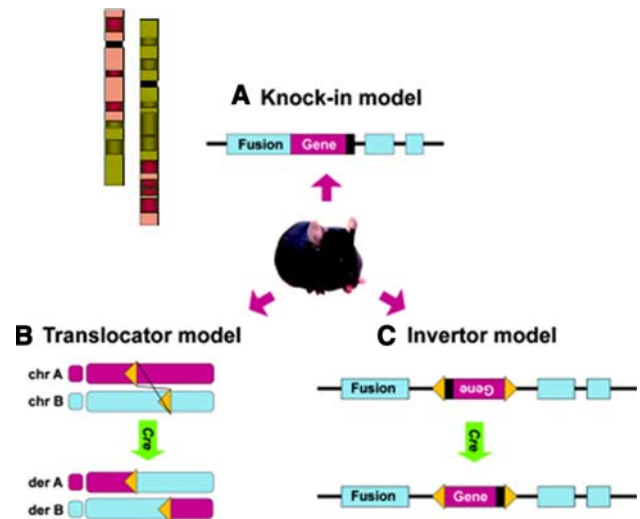 A Knock-in model
Fusion Gene
B Translocator model
chr A
chr B
Cre
der A
der B
C Invertor model
Fusion Gene
Cre
Fusion Gene